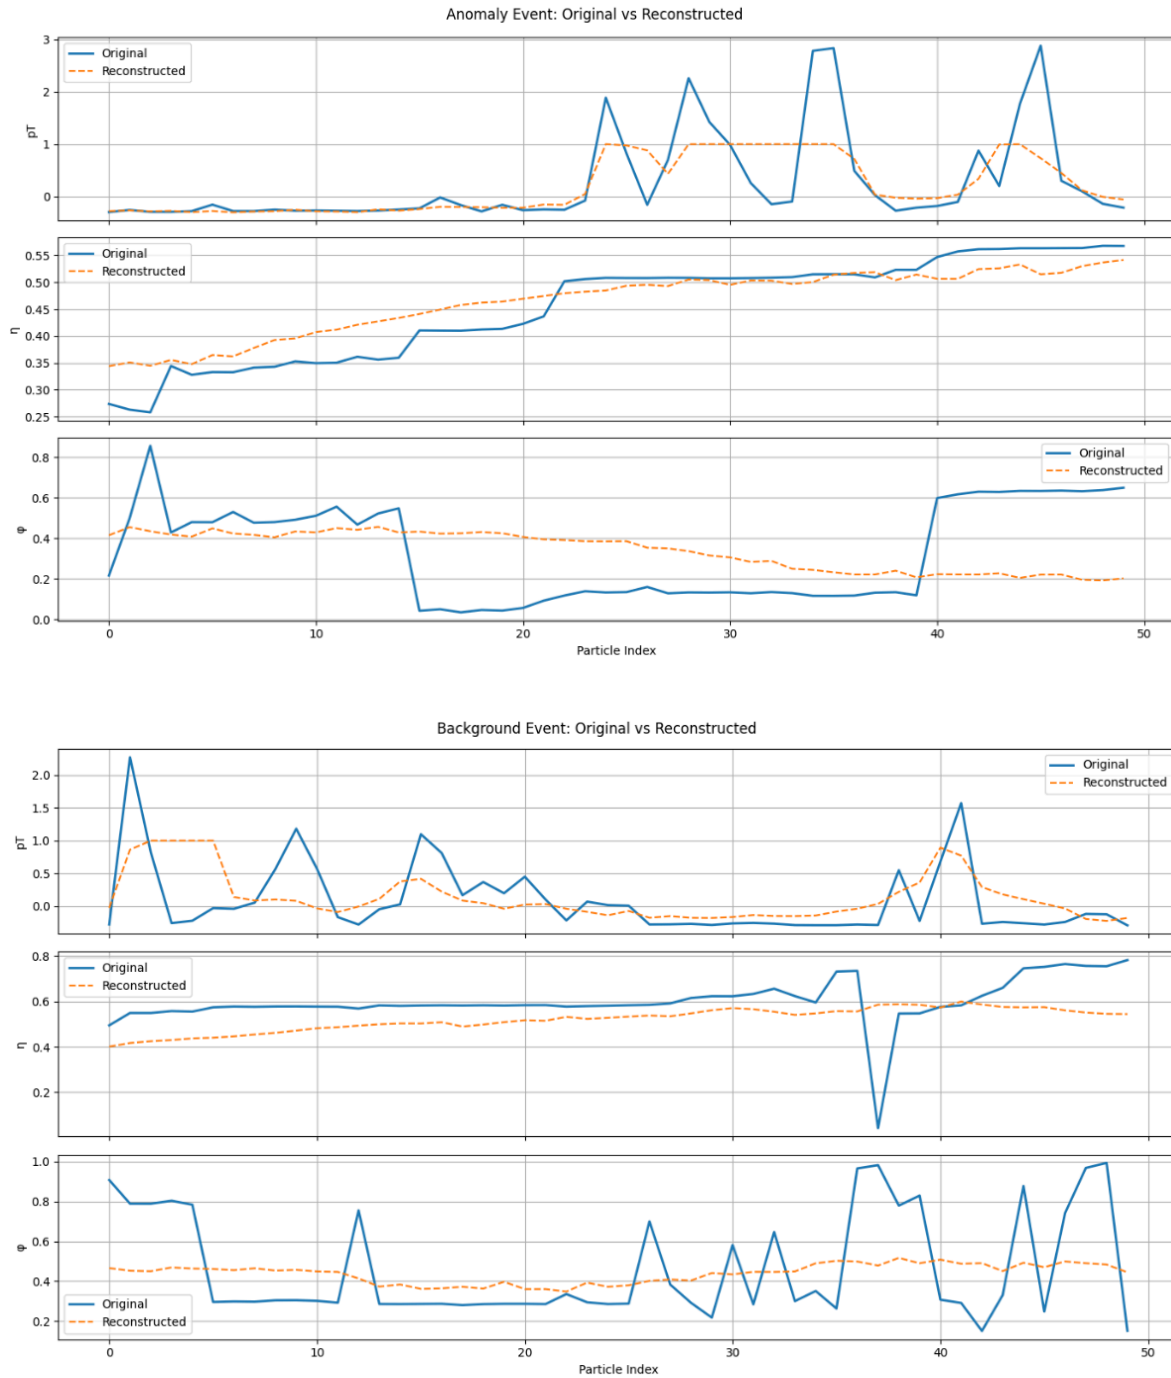 Anomaly Event: Original vs Reconstructed
3
2
1
0
pT
Original
Reconstructed
0.55
0.50
0.45
0.40
0.35
0.30
0.25
η
Original
Reconstructed
0.8
0.6
0.4
0.2
0.0
φ
Original
Reconstructed
0 10 20 30 40 50
Particle Index
Background Event: Original vs Reconstructed
2.0
1.5
1.0
0.5
0.0
pT
Original
Reconstructed
0.8
0.6
0.4
0.2
η
Original
Reconstructed
1.0
0.8
0.6
0.4
0.2
φ
Original
Reconstructed
0 10 20 30 40 50
Particle Index